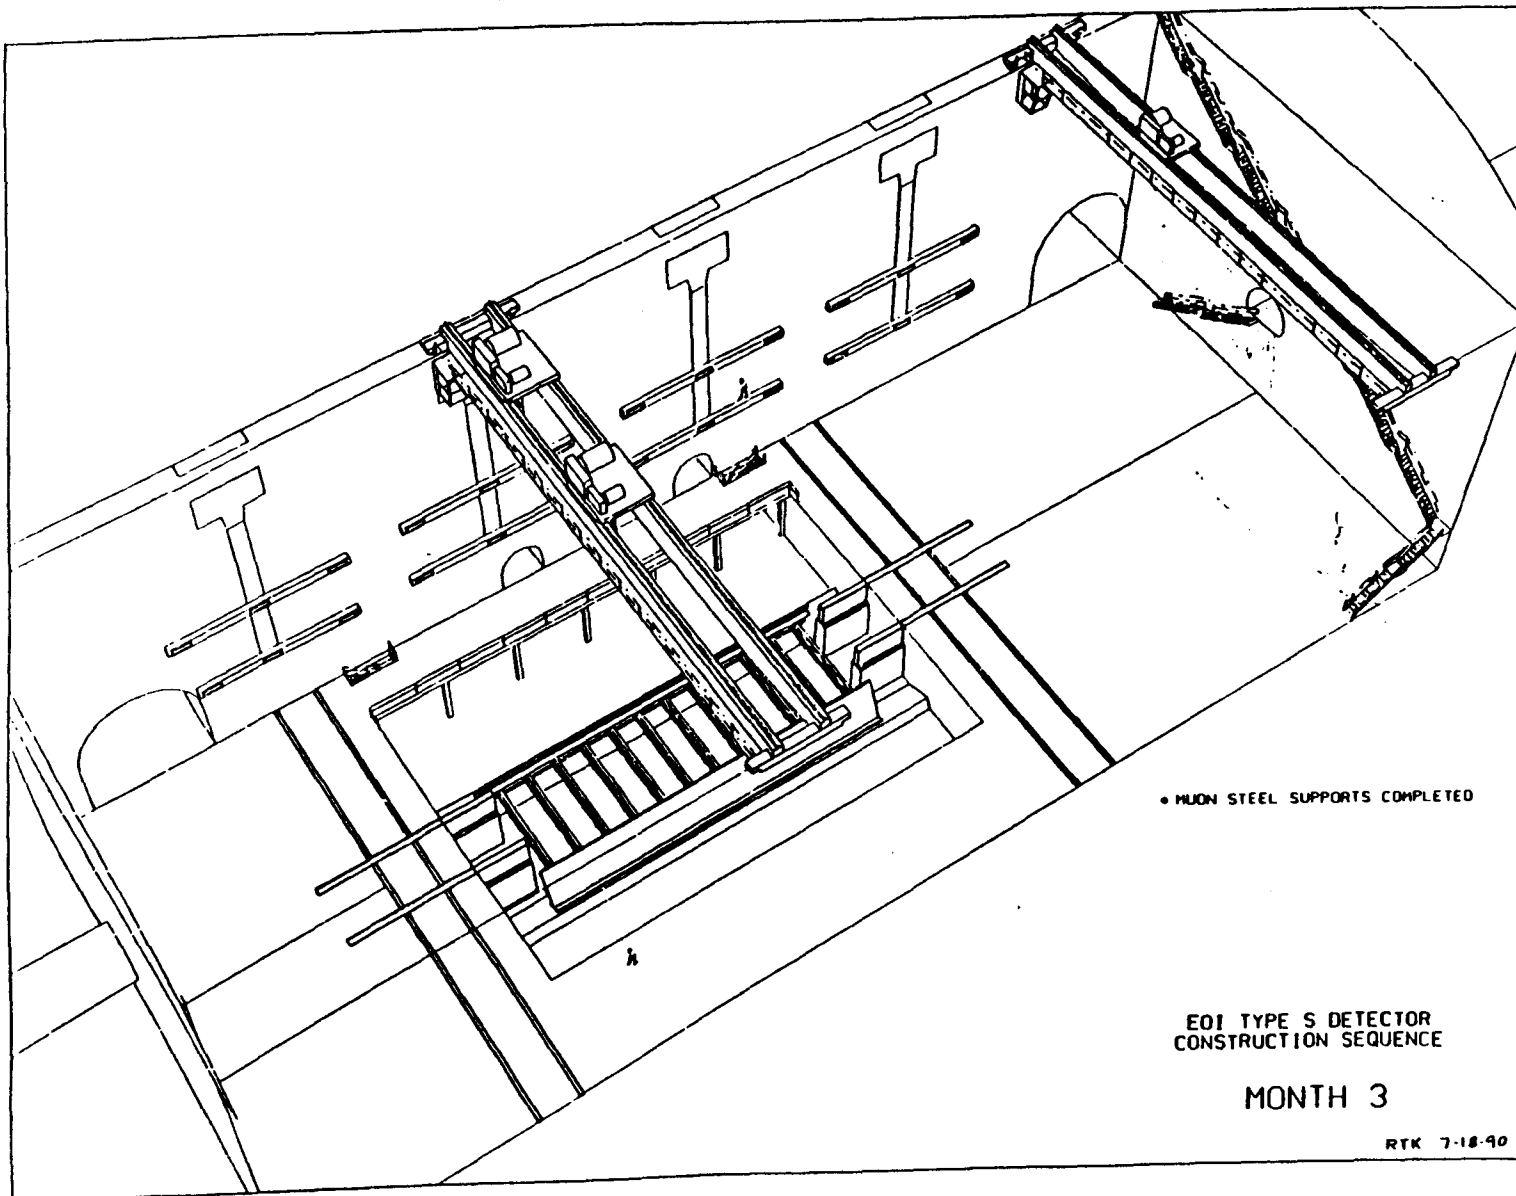 • MUON STEEL SUPPORTS COMPLETED
EOI TYPE S DETECTOR
CONSTRUCTION SEQUENCE
MONTH 3
RTK 7-18-90